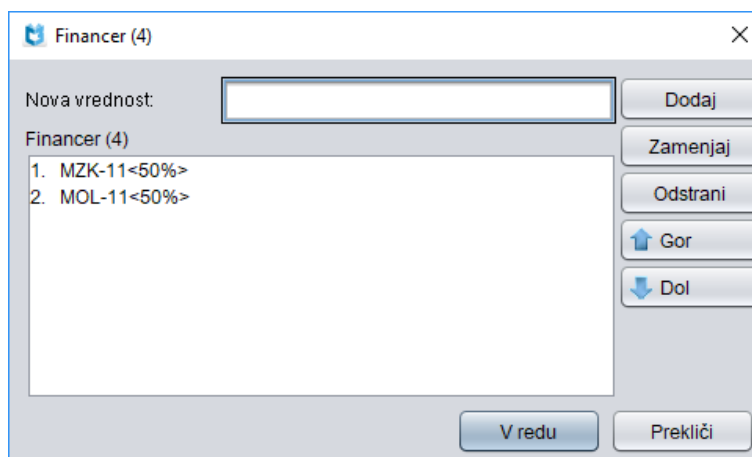 Financer (4)
Nova vrednost:
Dodaj
Financer (4)
Zamenjaj
1. MZK-11<50%>
2. MOL-11<50%>
Odstrani
Gor
Dol
V redu
Prekliči